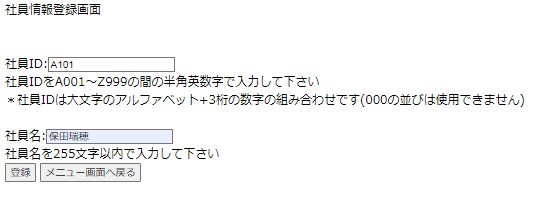 社員情報登録画面
社員ID: A101
社員IDをA001～Z999の間の半角英数字で入力して下さい
＊社員IDは大文字のアルファベット+3桁の数字の組み合わせです(000の並びは使用できません)
社員名: 保田瑞穂
社員名を255文字以内で入力して下さい
登録 メニュー画面へ戻る